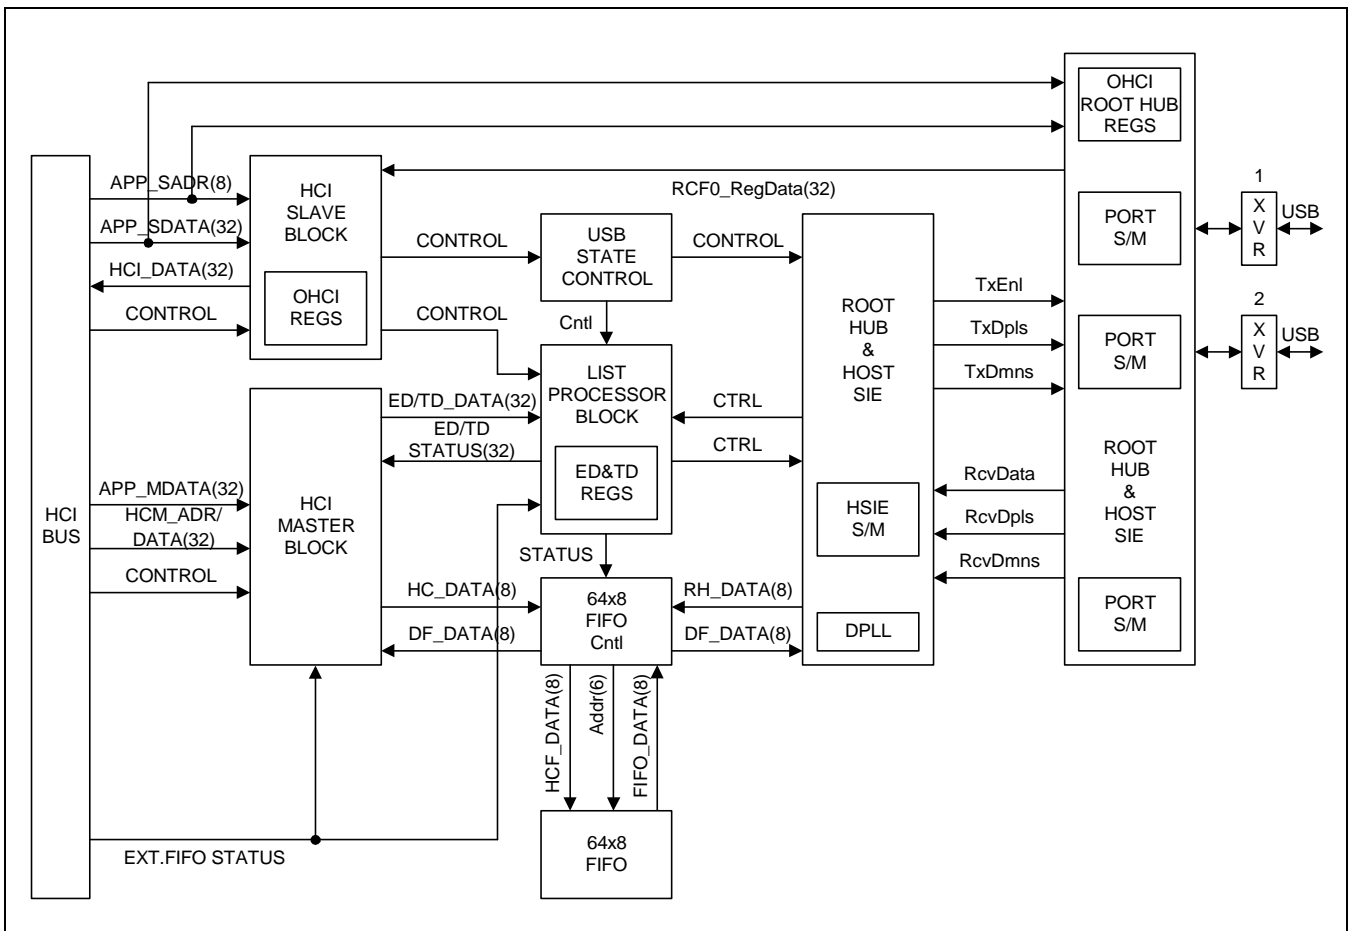 OHCI
ROOT HUB
REGS
HCI
BUS
APP_SADR(8)
APP_SDATA(32)
HCI_DATA(32)
CONTROL
HCI
SLAVE
BLOCK
OHCI
REGS
RCF0_RegData(32)
CONTROL
CONTROL
USB
STATE
CONTROL
CONTROL
Cntl
ROOT
HUB
&
HOST
SIE
TxEnl
TxDpls
TxDmns
PORT
S/M
1
X
V
R
USB
PORT
S/M
2
X
V
R
USB
LIST
PROCESSOR
BLOCK
ED/TD_DATA(32)
ED/TD
STATUS(32)
CTRL
CTRL
ED&TD
REGS
APP_MDATA(32)
HCM_ADR/
DATA(32)
CONTROL
HCI
MASTER
BLOCK
HSIE
S/M
RcvData
RcvDpls
RcvDmns
ROOT
HUB
&
HOST
SIE
STATUS
HC_DATA(8)
DF_DATA(8)
64x8
FIFO
Cntl
RH_DATA(8)
DF_DATA(8)
DPLL
PORT
S/M
HCF_DATA(8)
Addr(6)
FIFO_DATA(8)
64x8
FIFO
EXT.FIFO STATUS